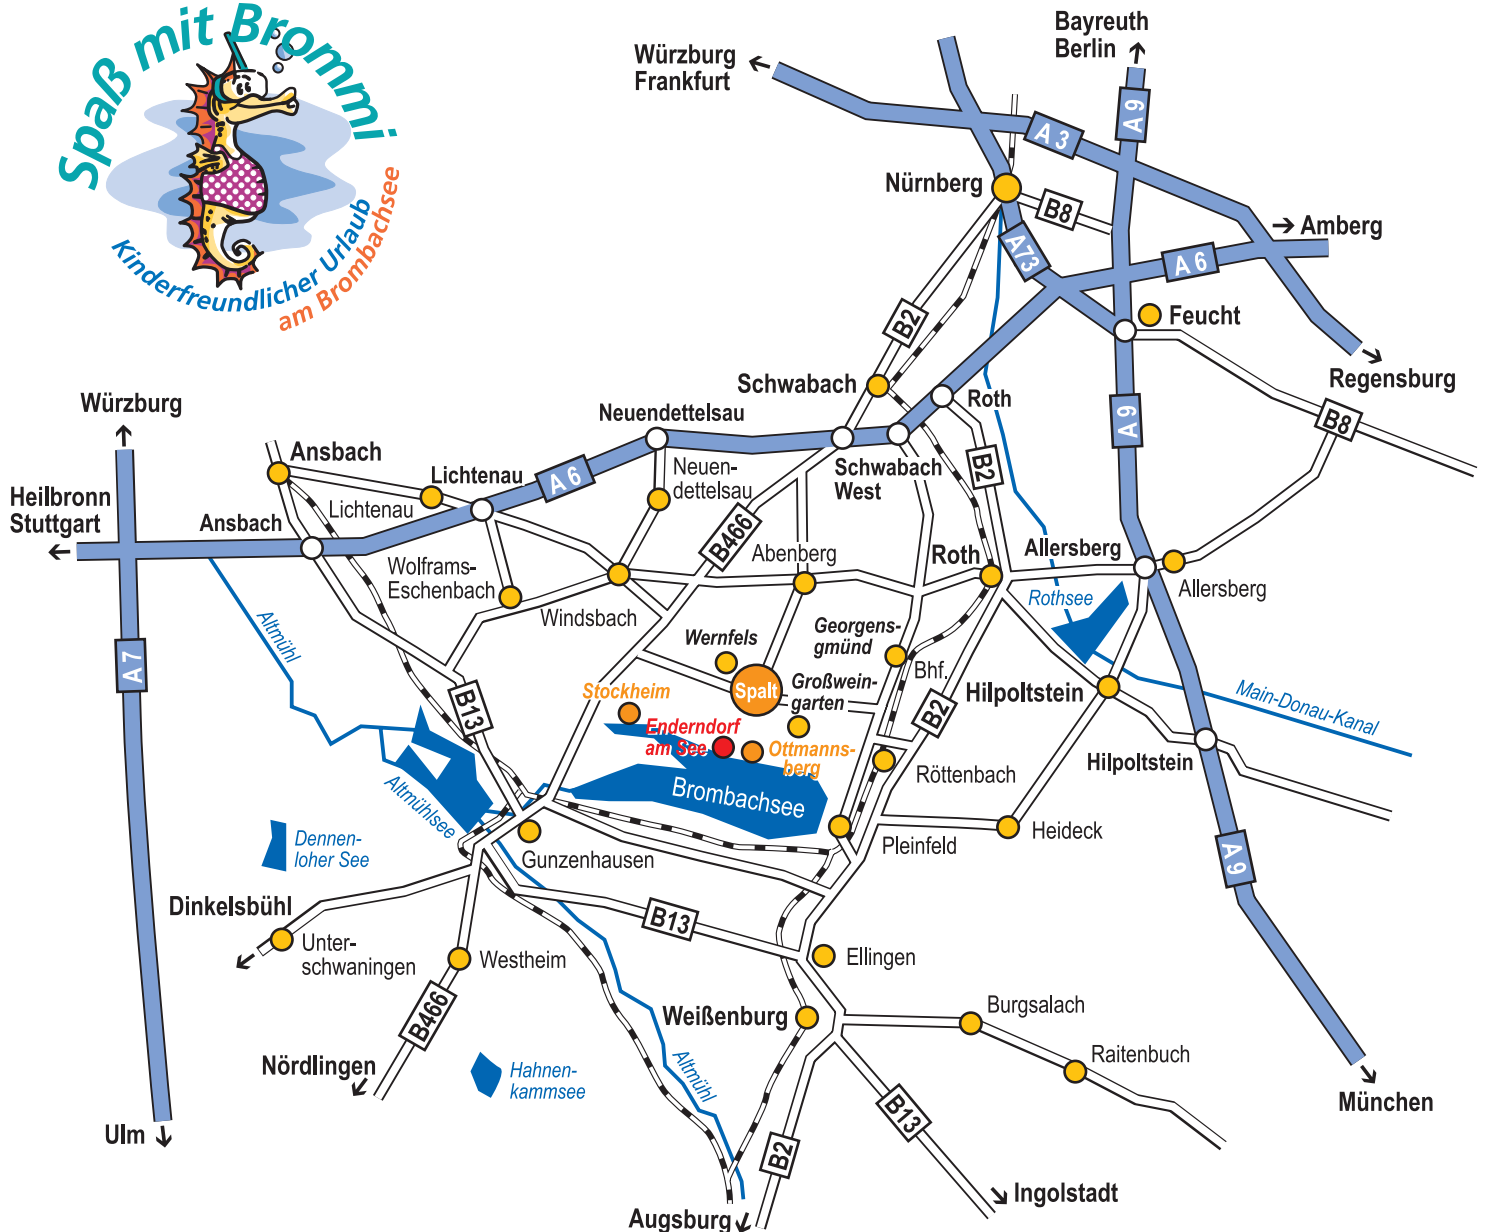 Spaß mit Brommi
Kinderfreundlicher Urlaub
am Brombachsee
Würzburg
Frankfurt
Bayreuth
Berlin
A 9
A 3
Nürnberg
B8
Amberg
A73
A 6
B2
Feucht
Regensburg
Schwabach
Roth
A 9
B8
Würzburg
Neuendettelsau
Ansbach
Lichtenau
A 6
Neuen-
dettelsau
Schwabach
West
B2
Heilbronn
Stuttgart
Ansbach
Lichtenau
B466
Abenberg
Roth
Allersberg
Wolframs-
Eschenbach
Windsbach
Rothsee
Allersberg
Altmühl
A 7
Wernfels
Georgens-
gmünd
Bhf.
Stockheim
Spalt
Großwein-
garten
Hilpoltstein
Main-Donau-Kanal
B13
B2
Enderndorf
am See
Ottmanns-
berg
Röttenbach
Hilpoltstein
Altmühlsee
Brombachsee
Dennen-
loher See
Gunzenhausen
Pleinfeld
Heideck
A 9
Dinkelsbühl
B13
Unter-
schwaningen
Westheim
Ellingen
B466
Weißenburg
Burgsalach
Nördlingen
Hahnen-
kammsee
Altmühl
Raitenbuch
München
B13
Ulm
B2
Ingolstadt
Augsburg